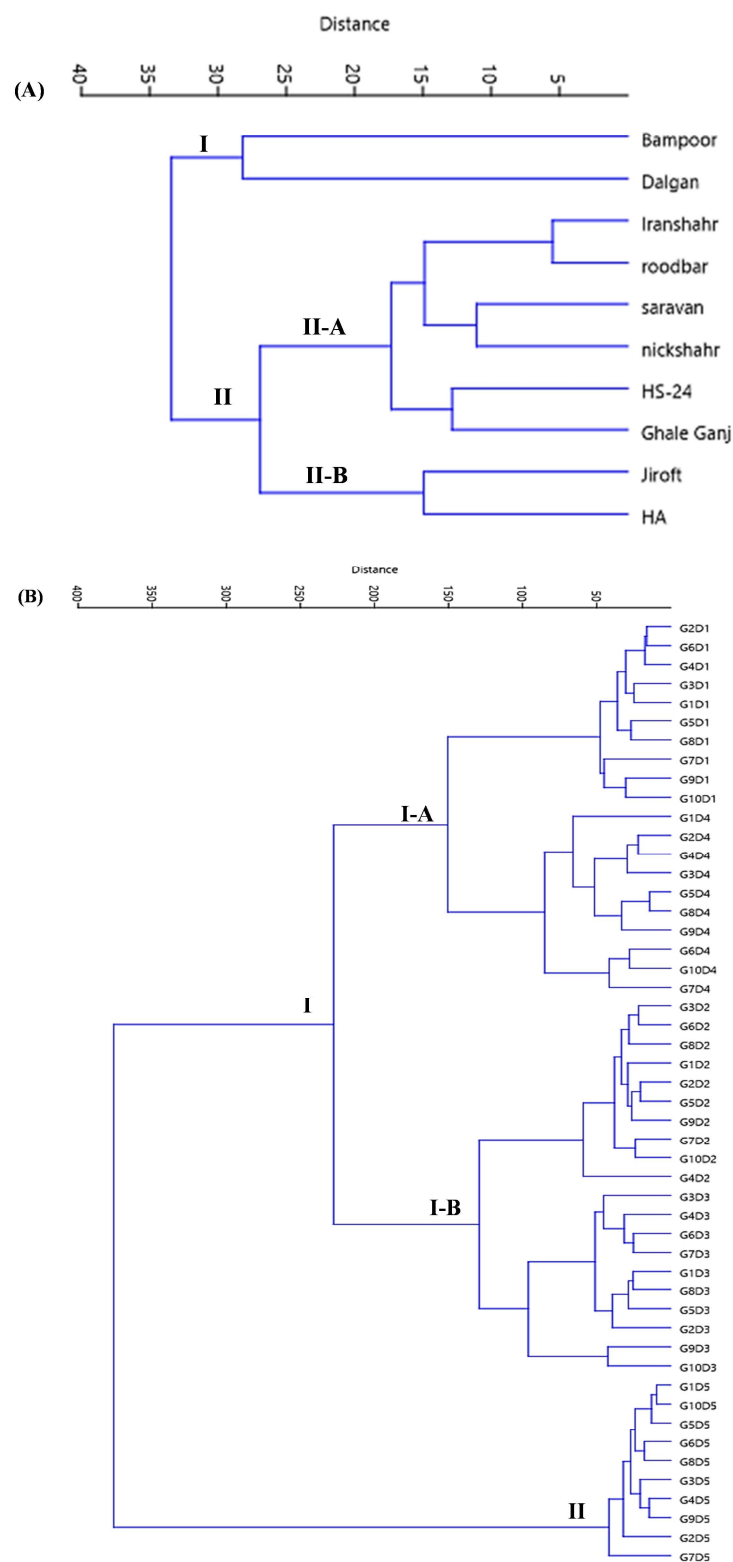 Distance
(A)
40 35 30 25 20 15 10 5
I
Bampoor
Dalgan
Iranshahr
roodbar
saravan
II-A
nickshahr
II
HS-24
Ghale Ganj
II-B
Jiroft
HA
Distance
(B)
400 350 300 250 200 150 100 50
G2D1
G6D1
G4D1
G3D1
G1D1
G5D1
G8D1
G7D1
G9D1
G10D1
I-A
G1D4
G2D4
G4D4
G3D4
G5D4
G8D4
G9D4
G6D4
G10D4
G7D4
I
G3D2
G6D2
G8D2
G1D2
G2D2
G5D2
G9D2
G7D2
G10D2
G4D2
G3D3
I-B
G4D3
G6D3
G7D3
G1D3
G8D3
G5D3
G2D3
G9D3
G10D3
G1D5
G10D5
G5D5
G6D5
G8D5
G3D5
G4D5
II
G9D5
G2D5
G7D5